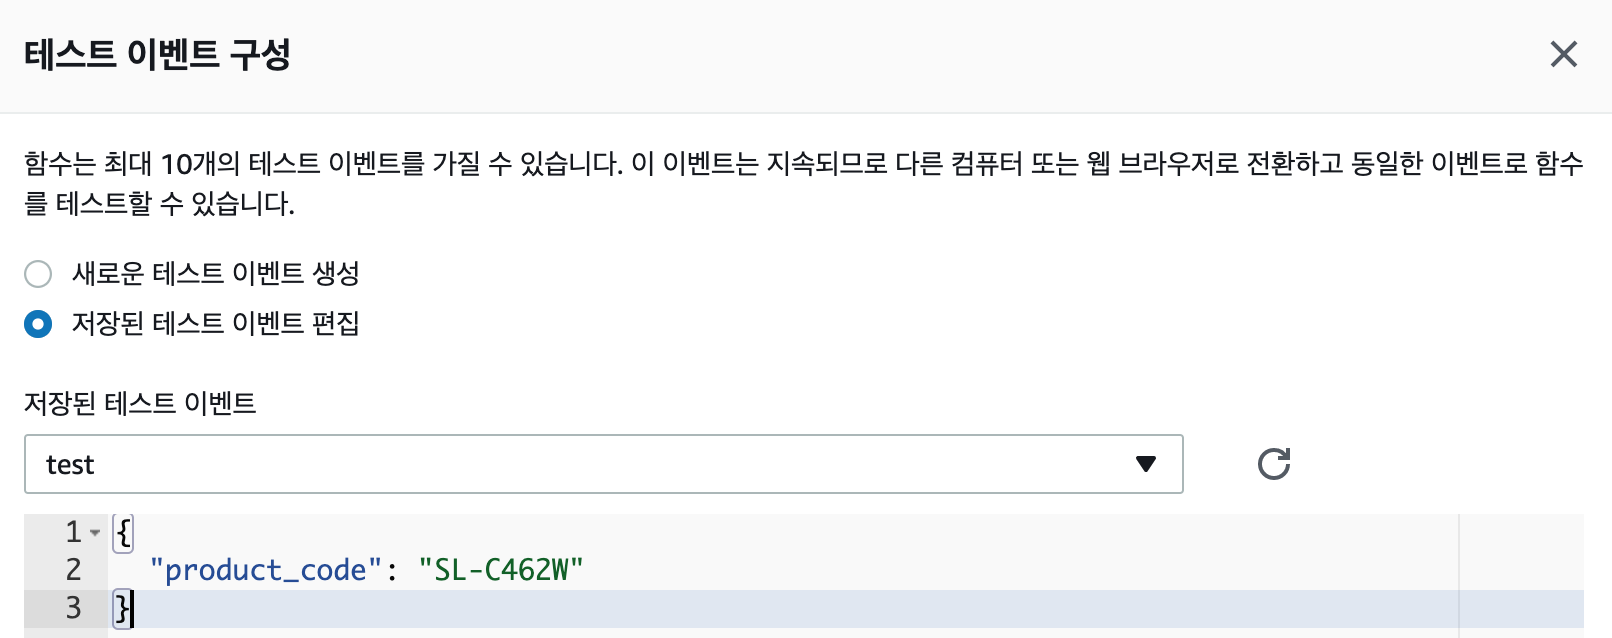 테스트 이벤트 구성
함수는 최대 10개의 테스트 이벤트를 가질 수 있습니다. 이 이벤트는 지속되므로 다른 컴퓨터 또는 웹 브라우저로 전환하고 동일한 이벤트로 함수
를 테스트할 수 있습니다.
새로운 테스트 이벤트 생성
저장된 테스트 이벤트 편집
저장된 테스트 이벤트
test
1 {
2 "product_code": "SL-C462W"
3 }